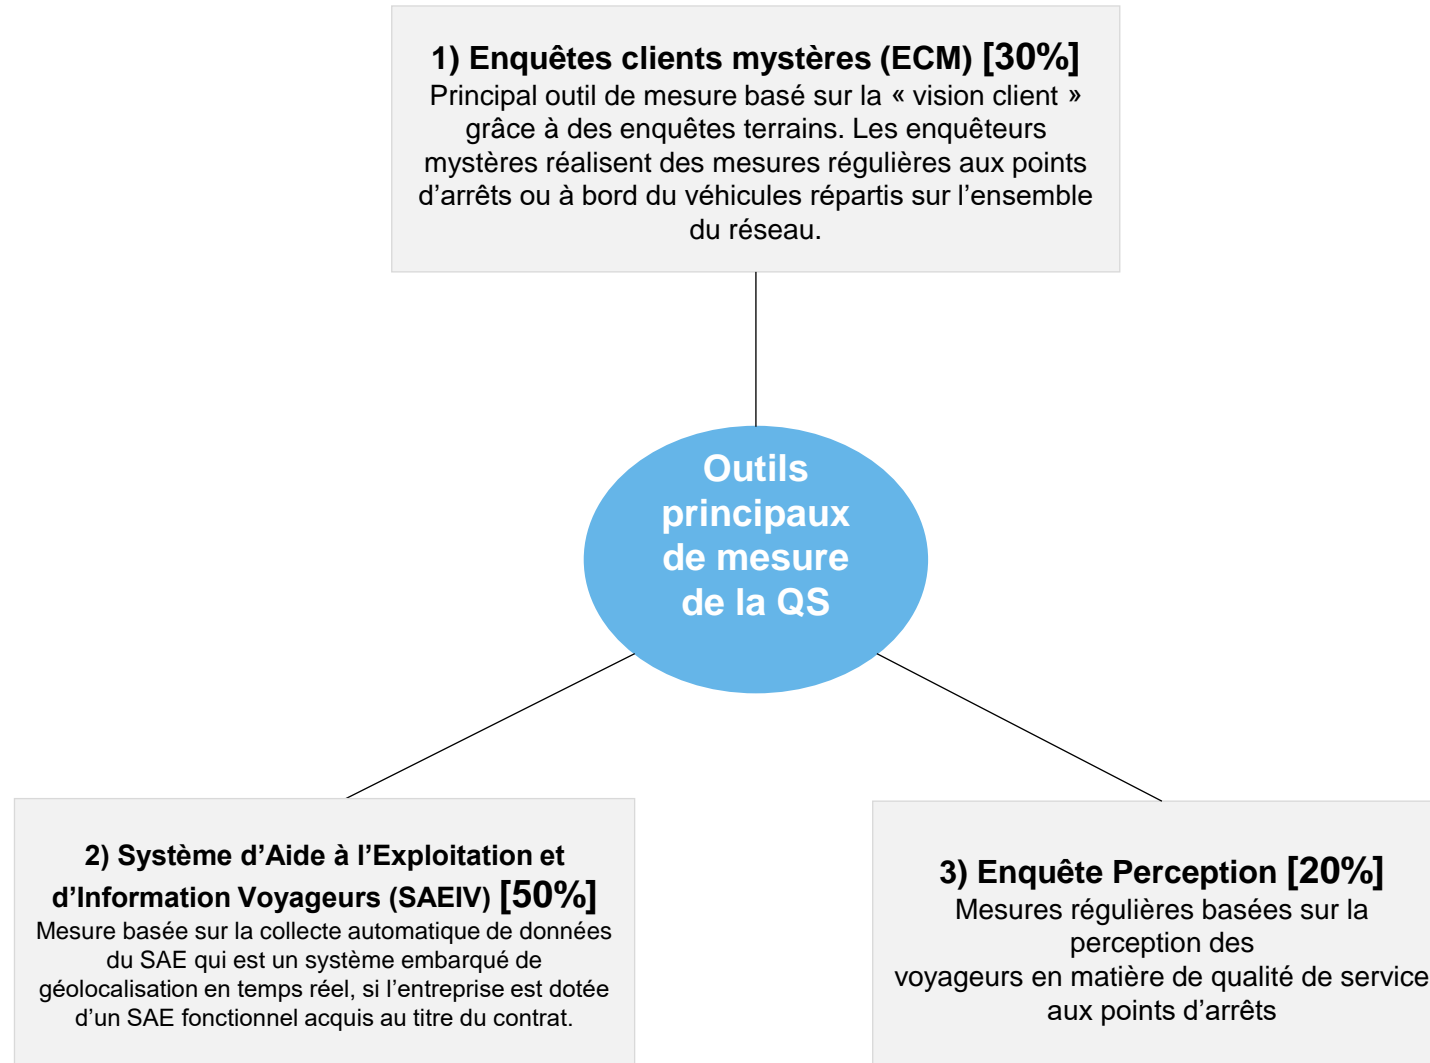 1) Enquêtes clients mystères (ECM) [30%]
Principal outil de mesure basé sur la « vision client »
grâce à des enquêtes terrains. Les enquêteurs
mystères réalisent des mesures régulières aux points
d’arrêts ou à bord du véhicules répartis sur l’ensemble
du réseau.
Outils
principaux
de mesure
de la QS
2) Système d’Aide à l’Exploitation et
d’Information Voyageurs (SAEIV) [50%]
Mesure basée sur la collecte automatique de données
du SAE qui est un système embarqué de
géolocalisation en temps réel, si l’entreprise est dotée
d’un SAE fonctionnel acquis au titre du contrat.
3) Enquête Perception [20%]
Mesures régulières basées sur la
perception des
voyageurs en matière de qualité de service
aux points d’arrêts